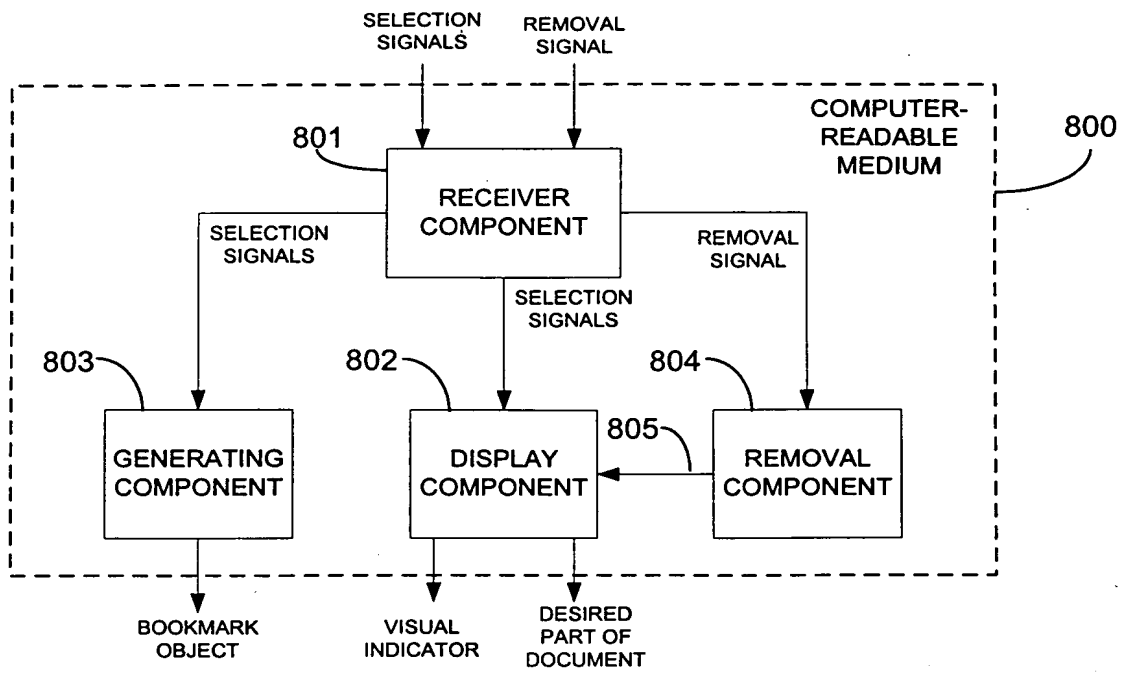 SELECTION
SIGNALS
REMOVAL
SIGNAL
COMPUTER-
READABLE
MEDIUM
800
801
RECEIVER
COMPONENT
SELECTION
SIGNALS
REMOVAL
SIGNAL
SELECTION
SIGNALS
803
802
804
805
GENERATING
COMPONENT
DISPLAY
COMPONENT
REMOVAL
COMPONENT
BOOKMARK
OBJECT
VISUAL
INDICATOR
DESIRED
PART OF
DOCUMENT